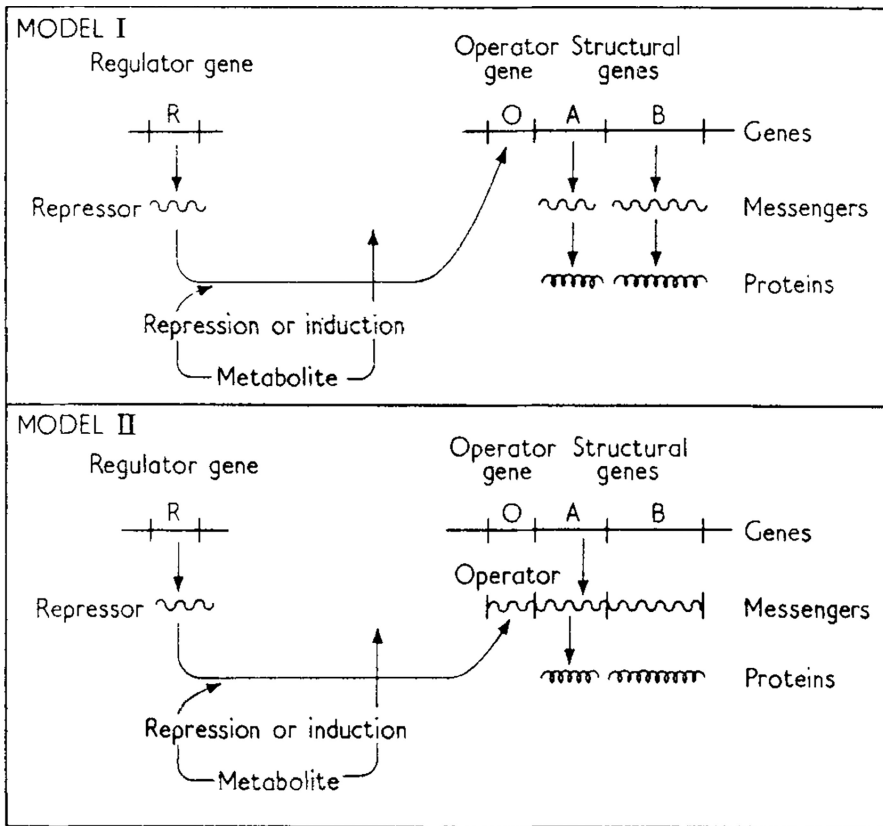 MODEL I
Regulator gene
Operator gene
Structural genes
R
O
A
B
Genes
Repressor
Messengers
Proteins
Repression or induction
Metabolite
MODEL II
Regulator gene
Operator gene
Structural genes
R
O
A
B
Genes
Operator
Repressor
Messengers
Proteins
Repression or induction
Metabolite